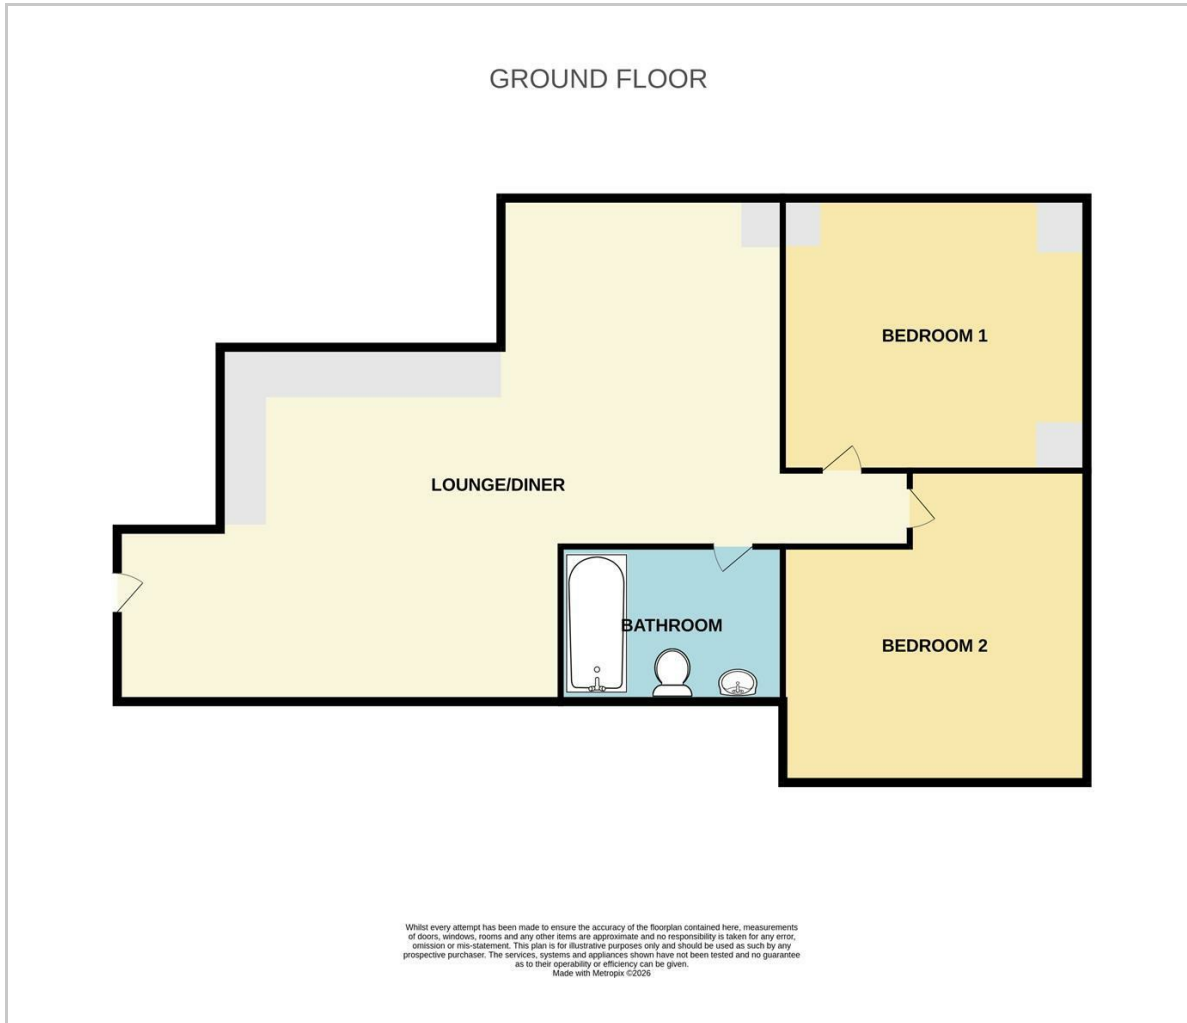 GROUND FLOOR
BEDROOM 1
LOUNGE/DINER
BATHROOM
BEDROOM 2
Whilst every attempt has been made to ensure the accuracy of the floorplan contained here, measurements
of doors, windows, rooms and any other items are approximate and no responsibility is taken for any error,
omission or mis-statement. This plan is for illustrative purposes only and should be used as such by any
prospective purchaser. The services, systems and appliances shown have not been tested and no guarantee
as to their operability or efficiency can be given.
Made with Metropix ©2026